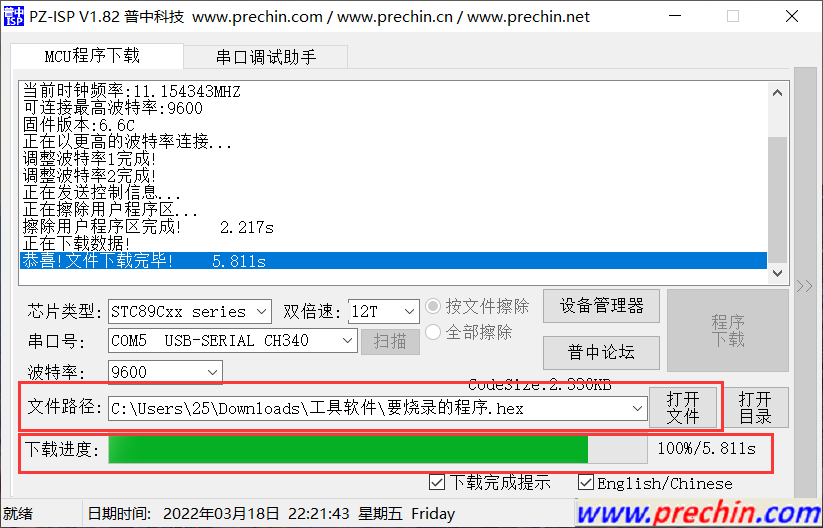 普中 ISP PZ-ISP V1.82 普中科技 www.prechin.com / www.prechin.cn / www.prechin.net
MCU程序下载 串口调试助手
当前时钟频率:11.154343MHZ
可连接最高波特率:9600
固件版本:6.6C
正在以更高的波特率连接...
调整波特率1完成!
调整波特率2完成!
正在发送控制信息...
正在擦除用户程序区...
擦除用户程序区完成! 2.217s
正在下载数据!
恭喜!文件下载完毕! 5.811s
芯片类型: STC89Cxx series 双倍速: 12T 按文件擦除 设备管理器 程序
下载
串口号: COM5 USB-SERIAL CH340 扫描 全部擦除 普中论坛
波特率: 9600
CodeSize:2.330KB
文件路径: C:\Users\25\Downloads\工具软件\要烧录的程序.hex 打开
文件 打开
目录
下载进度: 100%/5.811s
下载完成提示 English/Chinese
就绪 日期时间: 2022年03月18日 22:21:43 星期五 Friday www.prechin.com